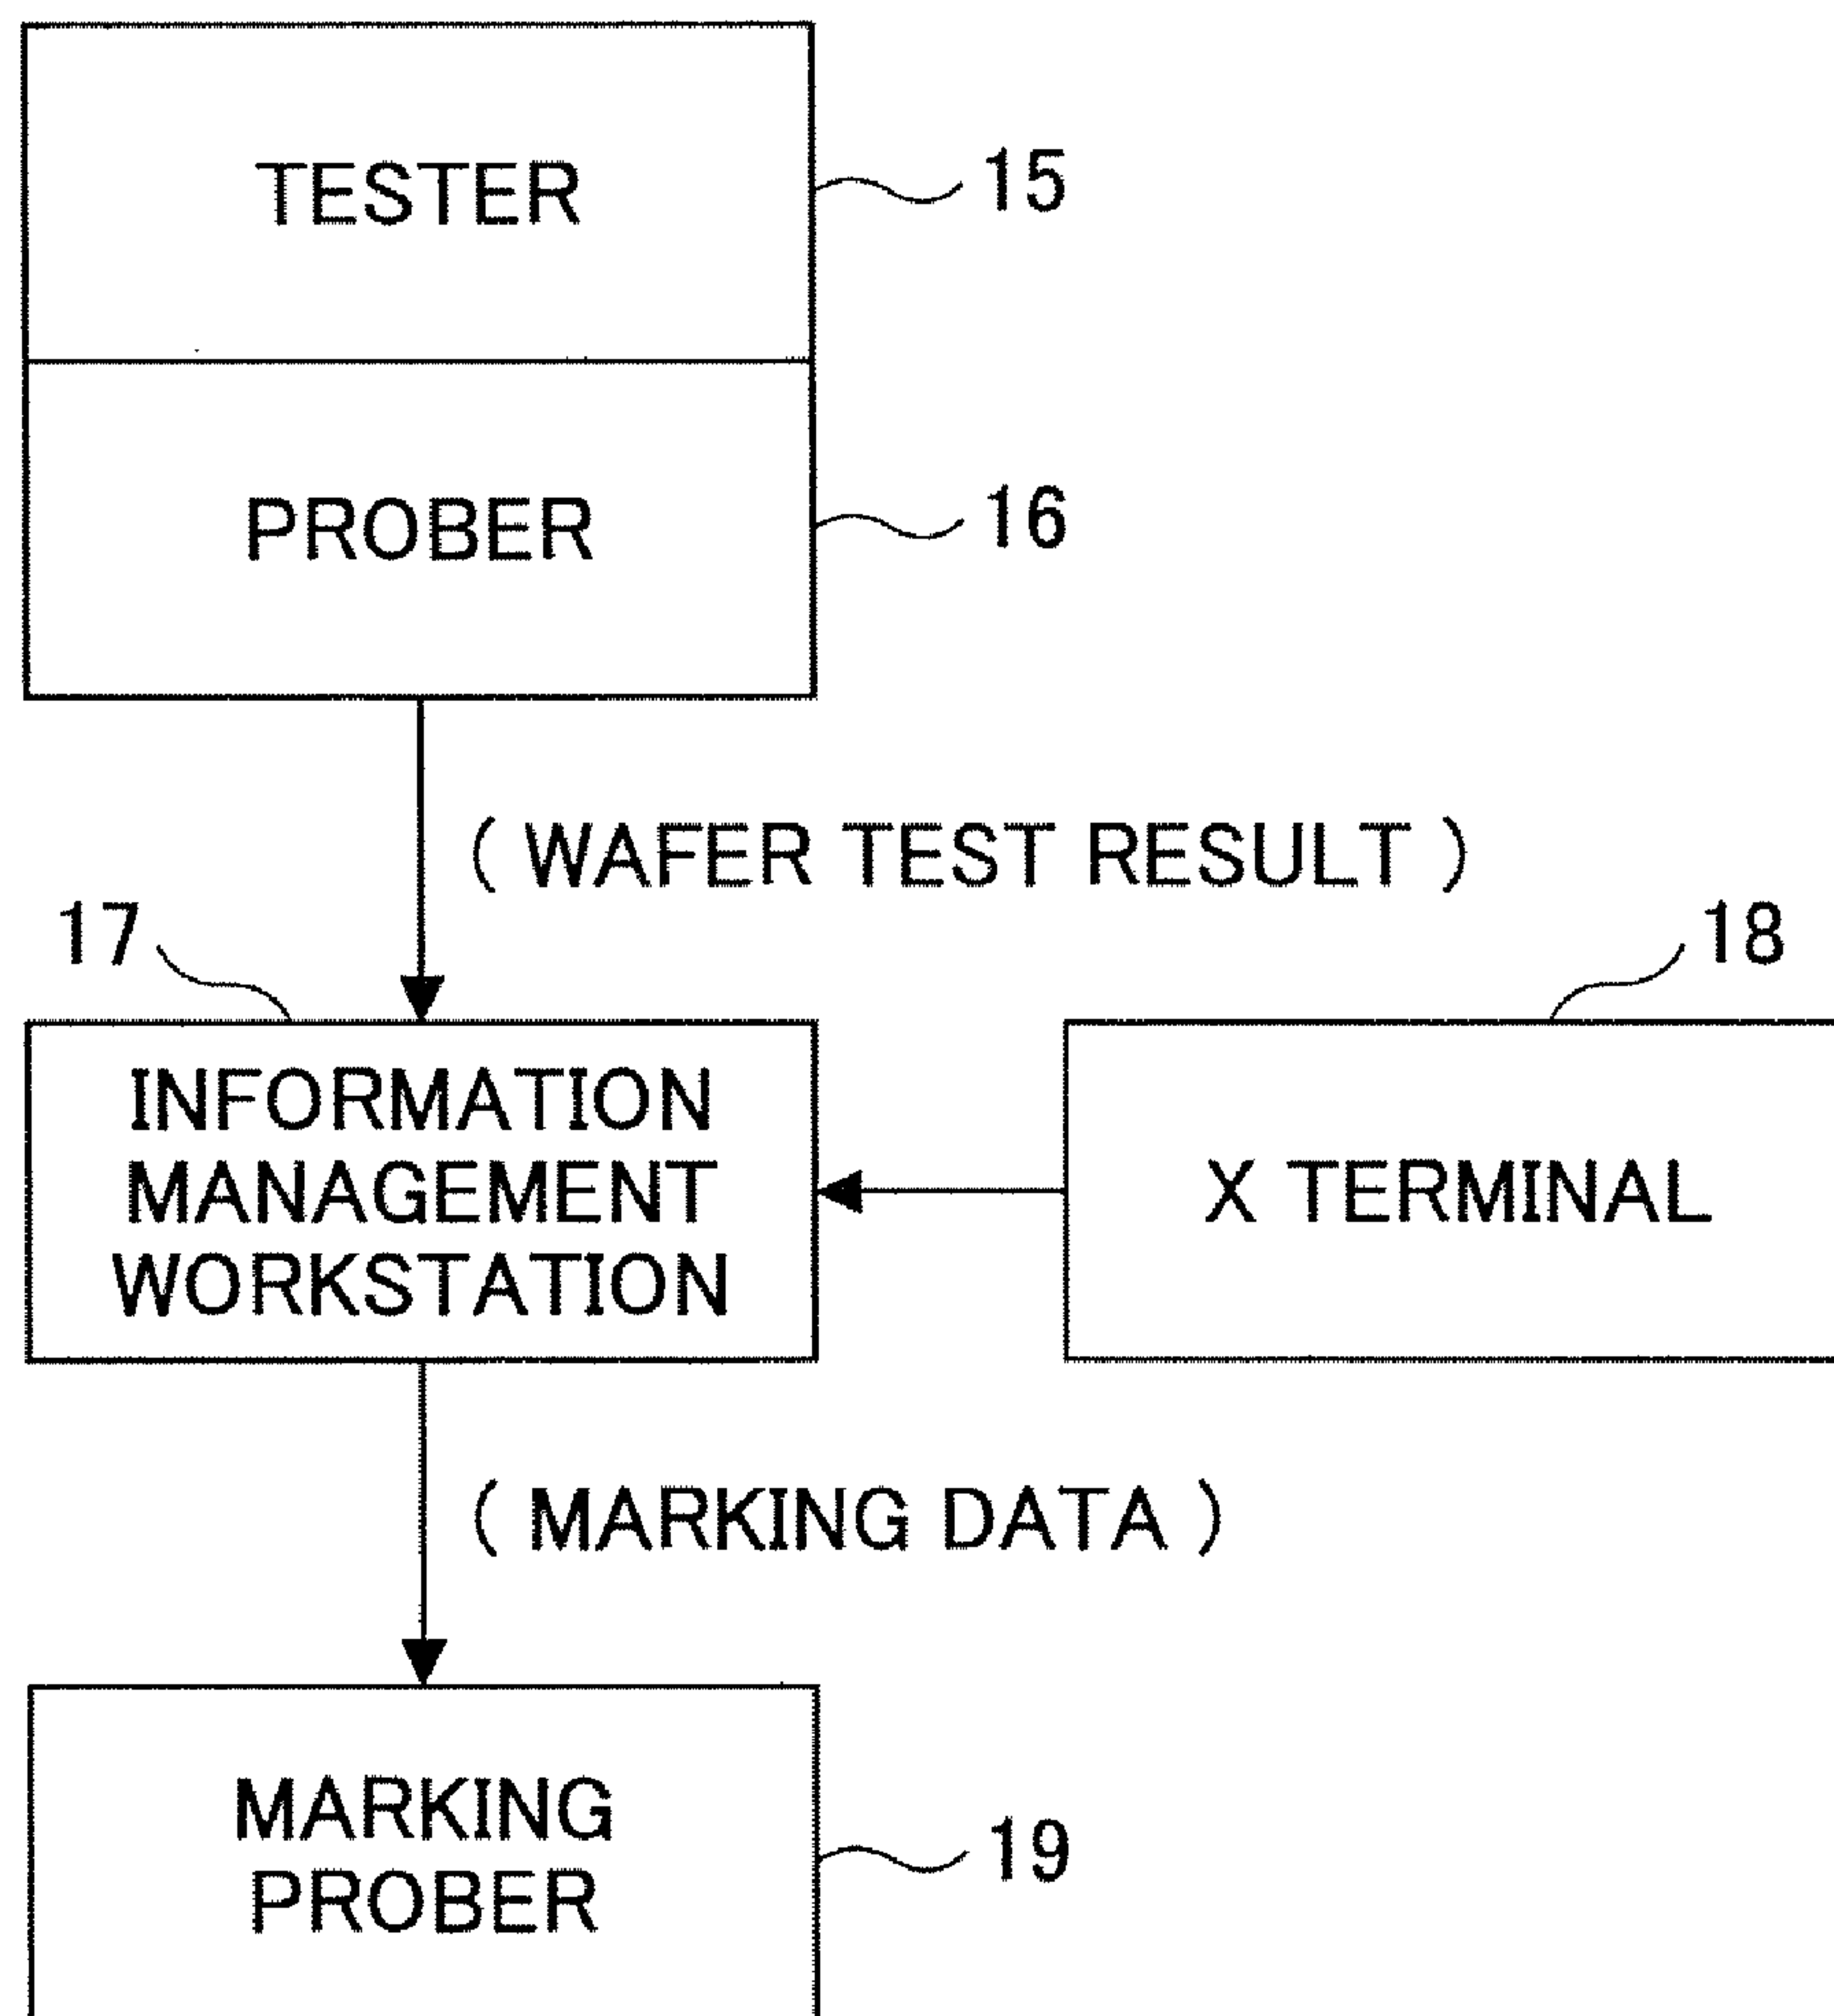 TESTER
15
PROBER
16
( WAFER TEST RESULT )
17
18
INFORMATION
MANAGEMENT
WORKSTATION
X TERMINAL
( MARKING DATA )
MARKING
PROBER
19